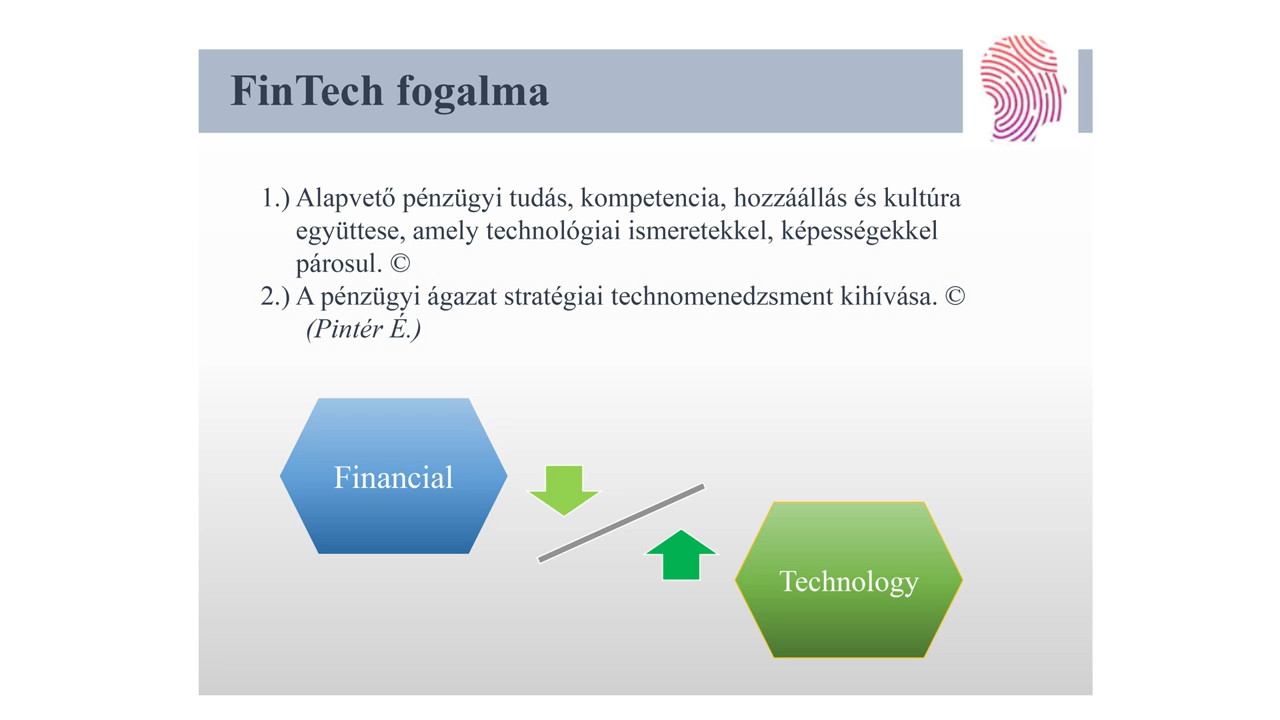 FinTech fogalma
1.) Alapvető pénzügyi tudás, kompetencia, hozzáállás és kultúra
együttese, amely technológiai ismeretekkel, képességekkel
párosul. ©
2.) A pénzügyi ágazat stratégiai technomenedzsment kihívása. ©
(Pintér É.)
Financial
Technology